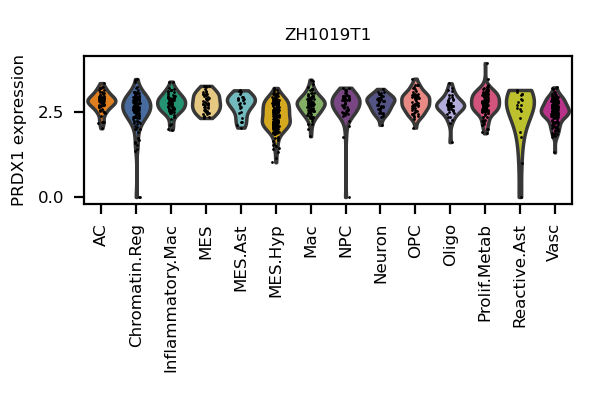 ZH1019T1
PRDX1 expression
2.5
0.0
AC
Chromatin.Reg
Inflammatory.Mac
MES
MES.Ast
MES.Hyp
Mac
NPC
Neuron
OPC
Oligo
Prolif.Metab
Reactive.Ast
Vasc